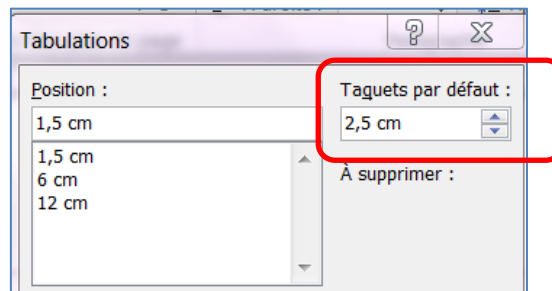 Tabulations
Position :
1,5 cm
1,5 cm
6 cm
12 cm
Taquets par défaut :
2,5 cm
À supprimer :